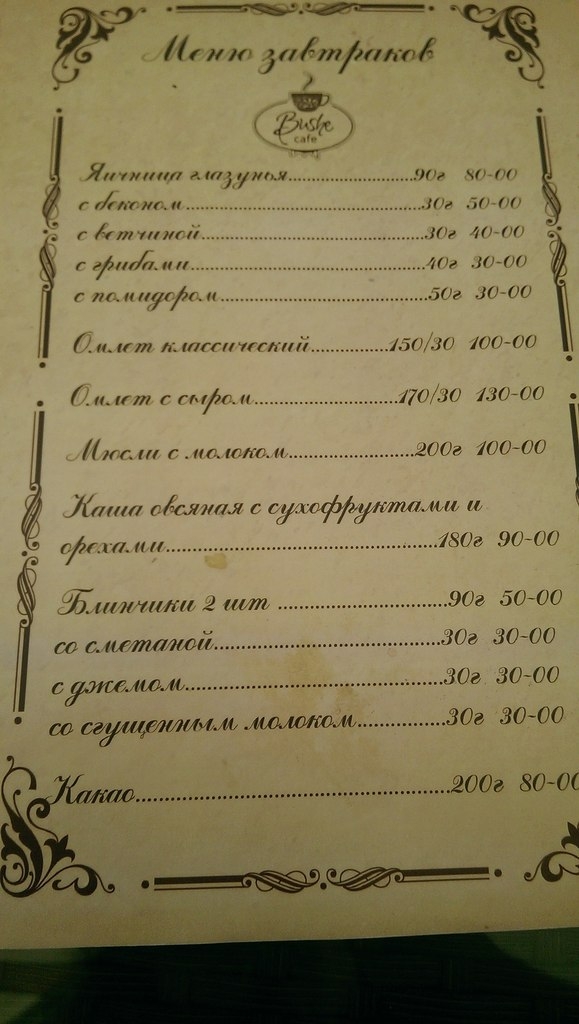 Меню завтраков
Bushe
cafe
Яичница глазунья..............................90г 80-00
с беконом.........................................30г 50-00
с ветчиной.......................................30г 40-00
с грибами.........................................40г 30-00
с помидором....................................50г 30-00
Омлет классический.............150/30 100-00
Омлет с сыром........................170/30 130-00
Мюсли с молоком......................200г 100-00
Каша овсяная с сухофруктами и
орехами..............................................180г 90-00
Блинчики 2 шт .............................90г 50-00
со сметаной.......................................30г 30-00
с джемом............................................30г 30-00
со сгущенным молоком................30г 30-00
Какао...................................................200г 80-00